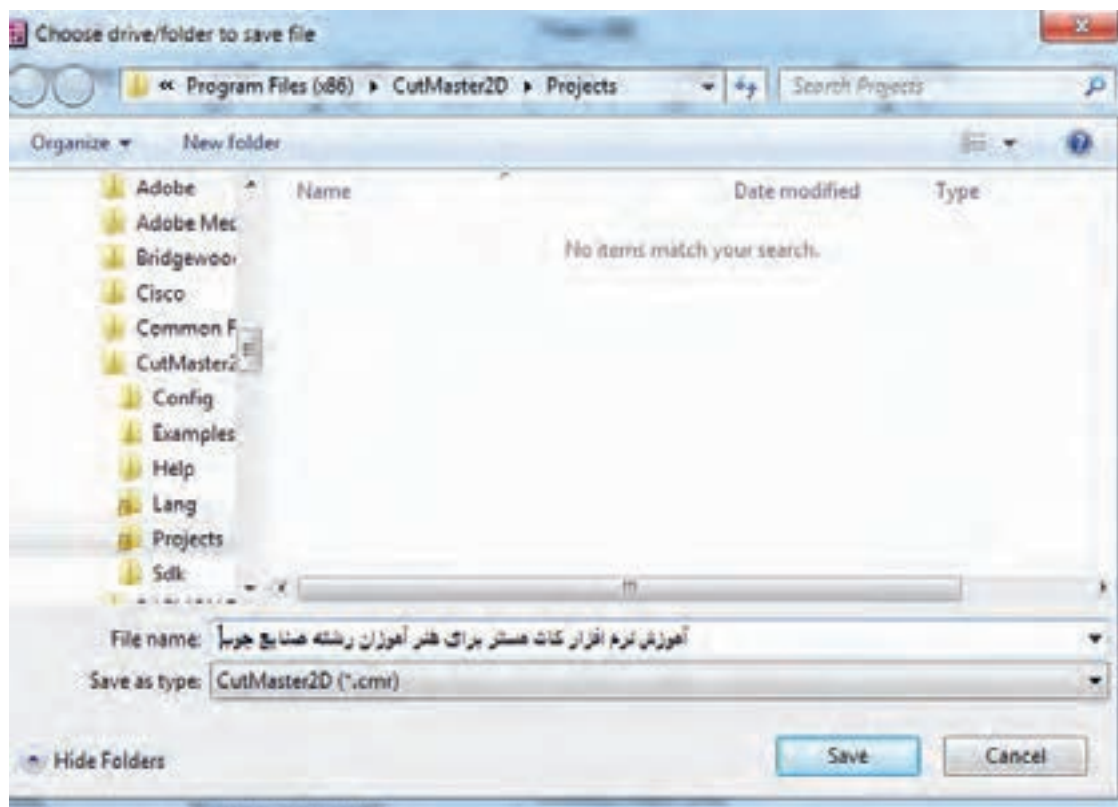 Choose drive/folder to save file
« Program Files (x86) ▸ CutMaster2D ▸ Projects
Search Projects
Organize
New folder
Name
Date modified
Type
No items match your search.
Adobe
Adobe Mec
Bridgewoo
Cisco
Common F
CutMaster2
Config
Examples
Help
Lang
Projects
Sdk
File name: آموزش نرم افزار کات مستر برای هنر آموزان رشته صنایع چوب
Save as type: CutMaster2D (*.cmr)
Hide Folders
Save
Cancel